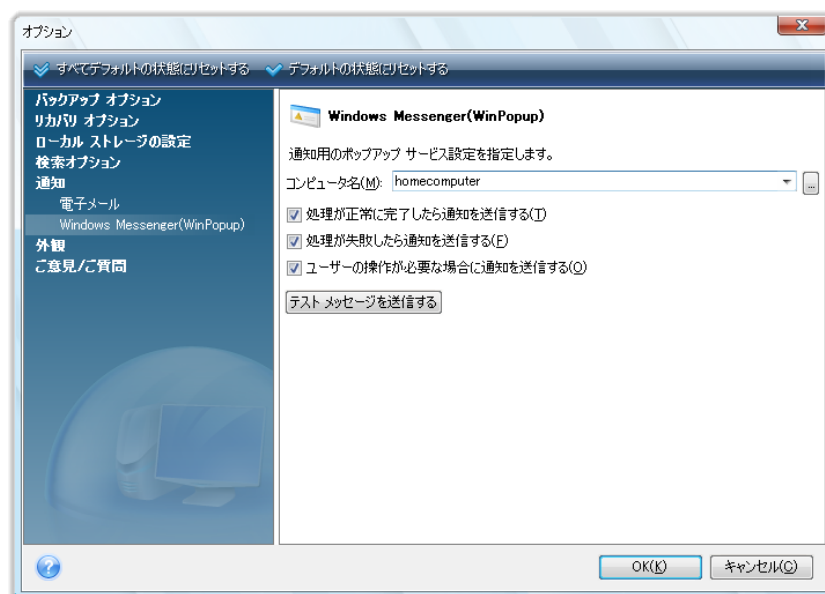 オプション
すべてデフォルトの状態にリセットする デフォルトの状態にリセットする
バックアップ オプション
リカバリ オプション
ローカル ストレージの設定
検索オプション
通知
電子メール
Windows Messenger(WinPopup)
外観
ご意見/ご質問
Windows Messenger(WinPopup)
通知用のポップアップ サービス設定を指定します。
コンピュータ名(M): homecomputer ...
処理が正常に完了したら通知を送信する(T)
処理が失敗したら通知を送信する(F)
ユーザーの操作が必要な場合に通知を送信する(O)
テスト メッセージを送信する
OK(K) キャンセル(C)